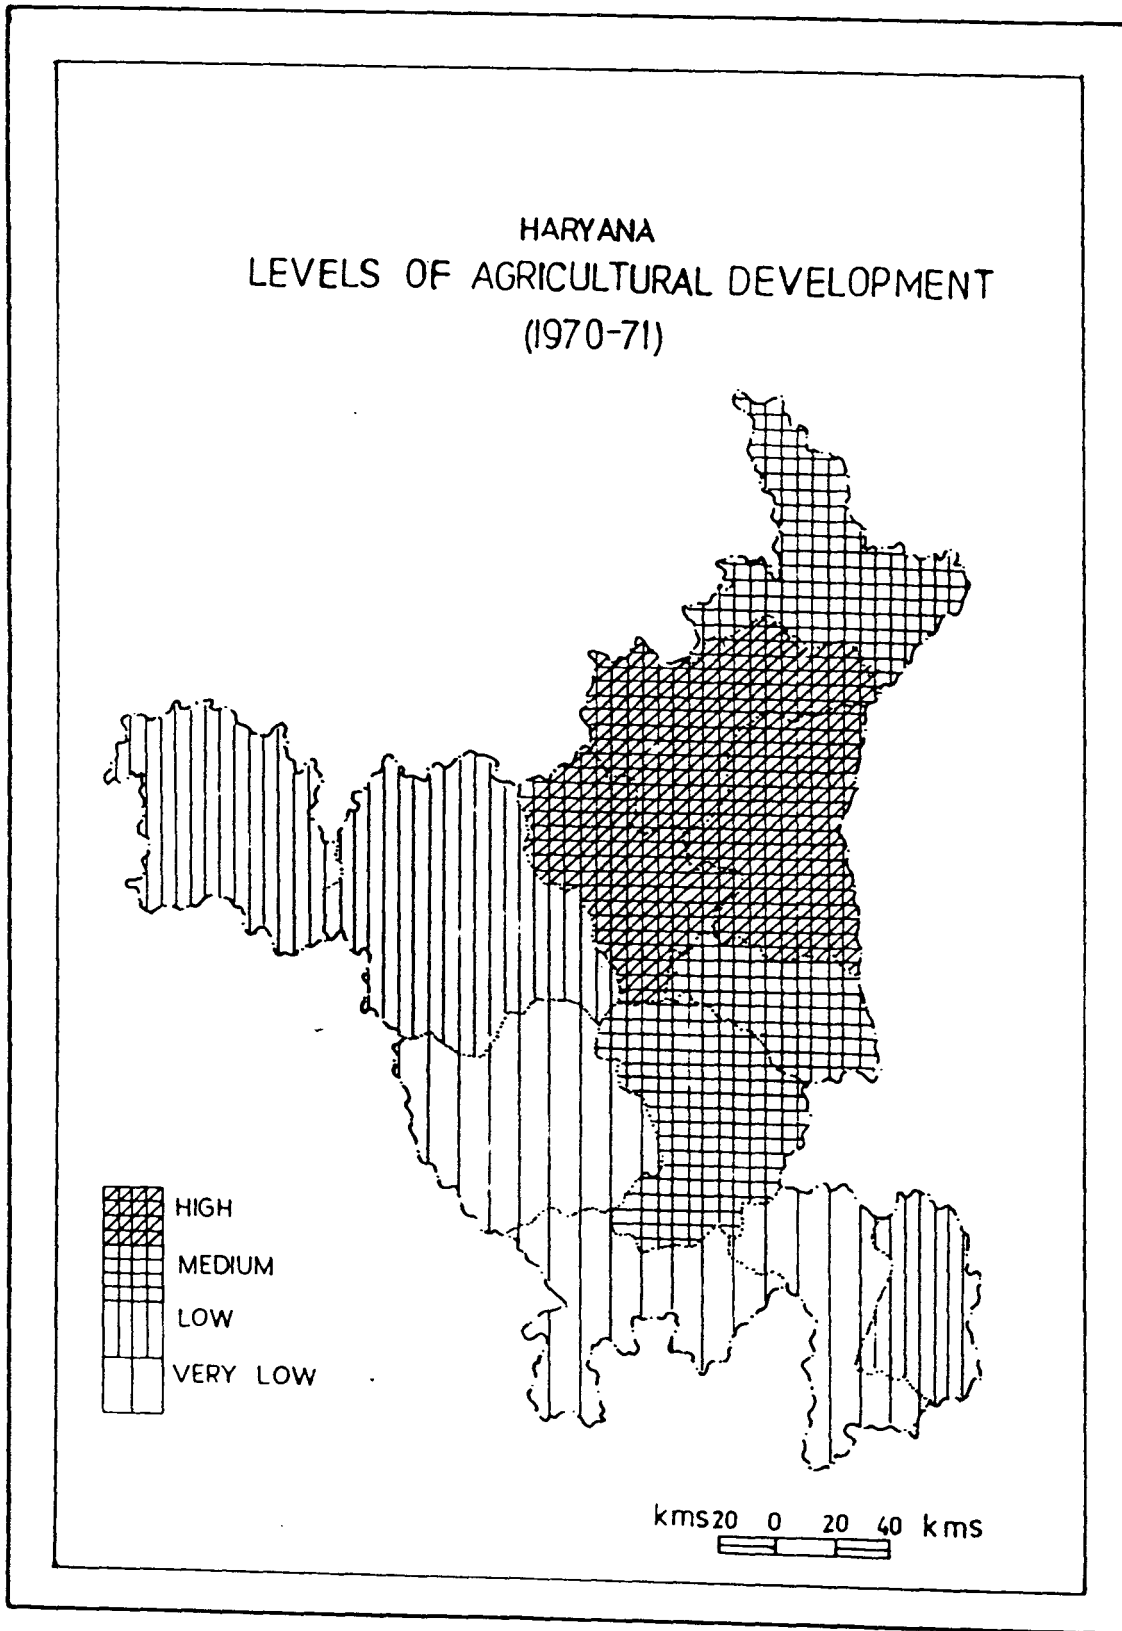 HARYANA
LEVELS OF AGRICULTURAL DEVELOPMENT
(1970-71)
HIGH
MEDIUM
LOW
VERY LOW
kms 20 0 20 40 kms